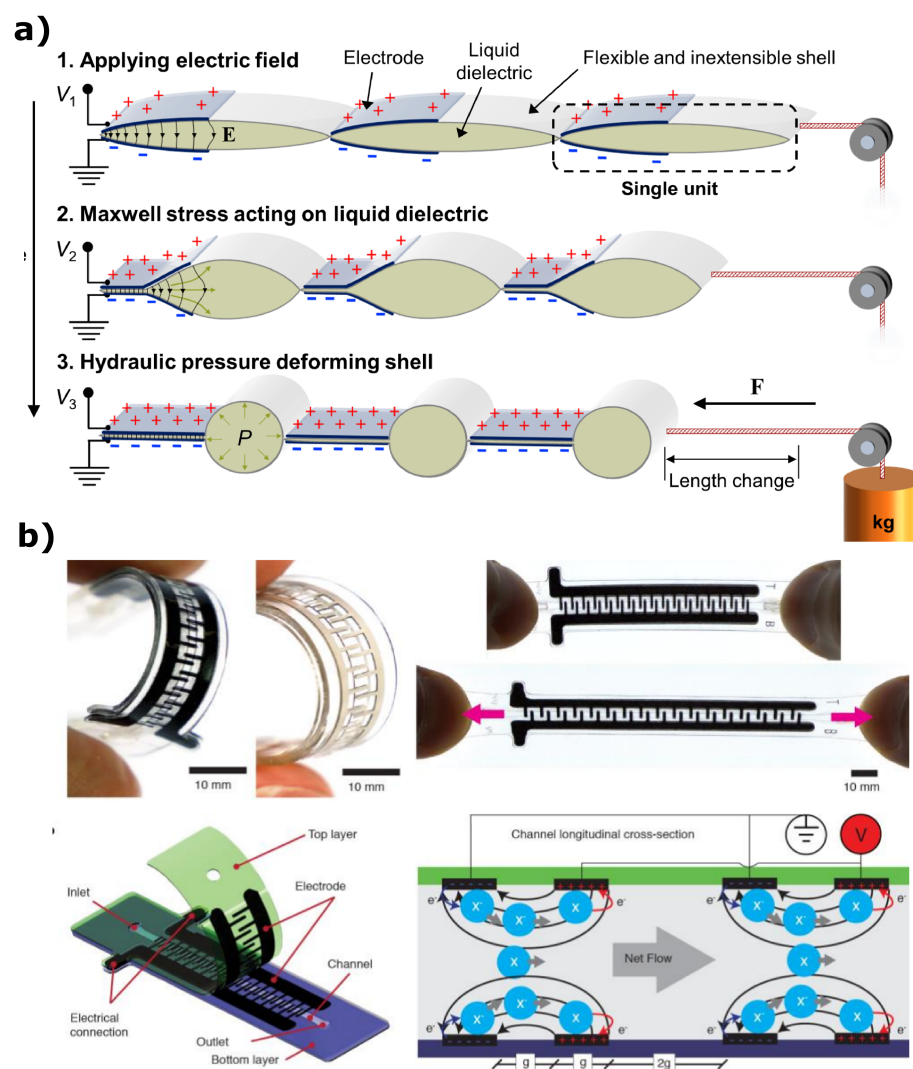 a)
1. Applying electric field
Electrode
Liquid
dielectric
Flexible and inextensible shell
V1
E
Single unit
2. Maxwell stress acting on liquid dielectric
V2
3. Hydraulic pressure deforming shell
V3
P
F
Length change
kg
b)
T
B
T
B
10 mm
10 mm
10 mm
Top layer
Inlet
Electrode
Channel
Electrical
connection
Outlet
Bottom layer
Channel longitudinal cross-section
V
e-
X-
X-
X
e-
e-
X-
X-
X
e-
X
Net Flow
X
e-
X-
X-
X
e-
e-
X-
X-
X
e-
g
g
2g